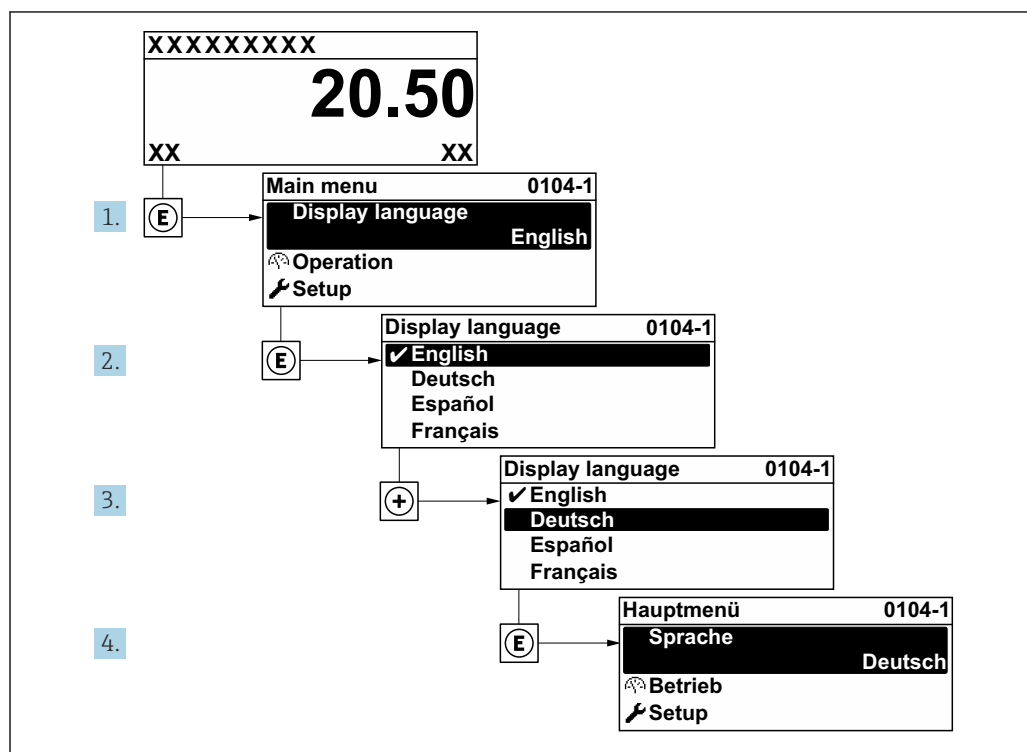 XXXXXXXXX
20.50
XX XX
1.
E
Main menu 0104-1
Display language
English
Operation
Setup
2.
E
Display language 0104-1
✔ English
Deutsch
Español
Français
3.
+
Display language 0104-1
✔ English
Deutsch
Español
Français
4.
E
Hauptmenü 0104-1
Sprache
Deutsch
Betrieb
Setup